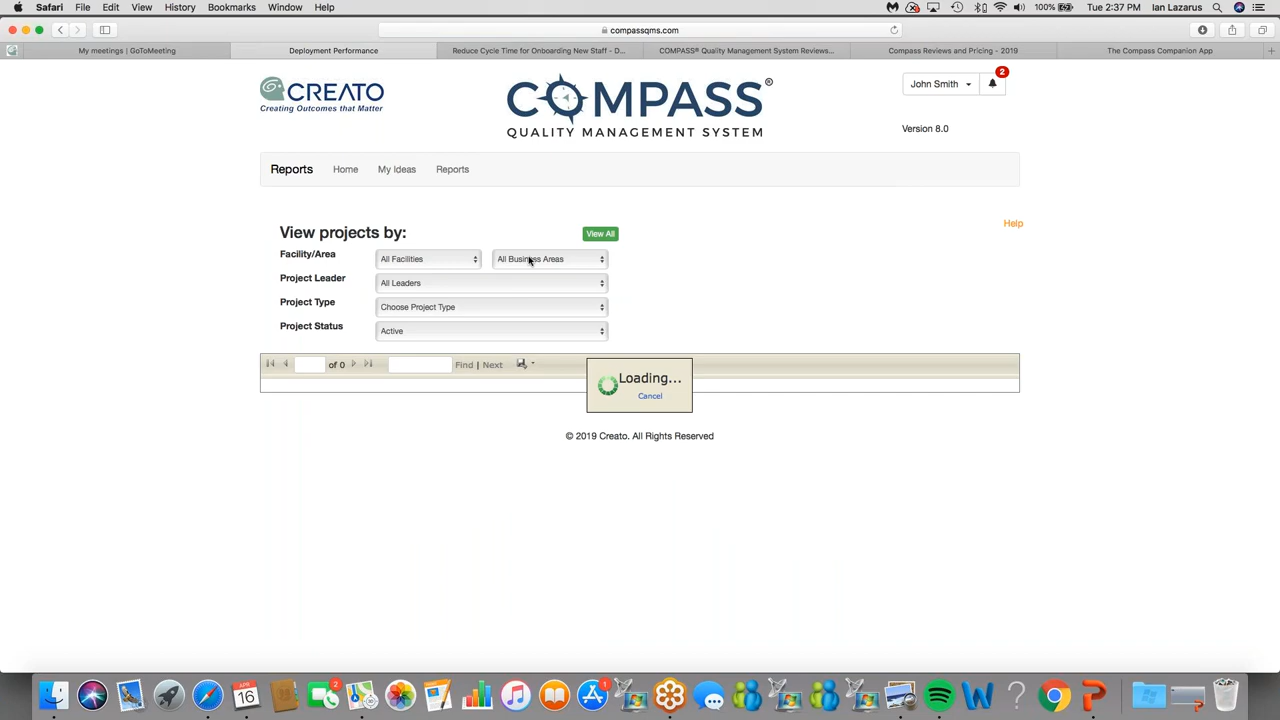 Safari File Edit View History Bookmarks Window Help
100% Tue 2:37 PM Ian Lazarus
compassqms.com
My meetings | GoToMeeting
Deployment Performance
Reduce Cycle Time for Onboarding New Staff - D...
COMPASS® Quality Management System Reviews...
Compass Reviews and Pricing - 2019
The Compass Companion App
CREATO
Creating Outcomes that Matter
COMPASS®
QUALITY MANAGEMENT SYSTEM
John Smith
2
Version 8.0
Reports Home My Ideas Reports
Help
View projects by:
View All
Facility/Area All Facilities All Business Areas
Project Leader All Leaders
Project Type Choose Project Type
Project Status Active
of 0 Find | Next
Loading...
Cancel
© 2019 Creato. All Rights Reserved
APR
16
2
1